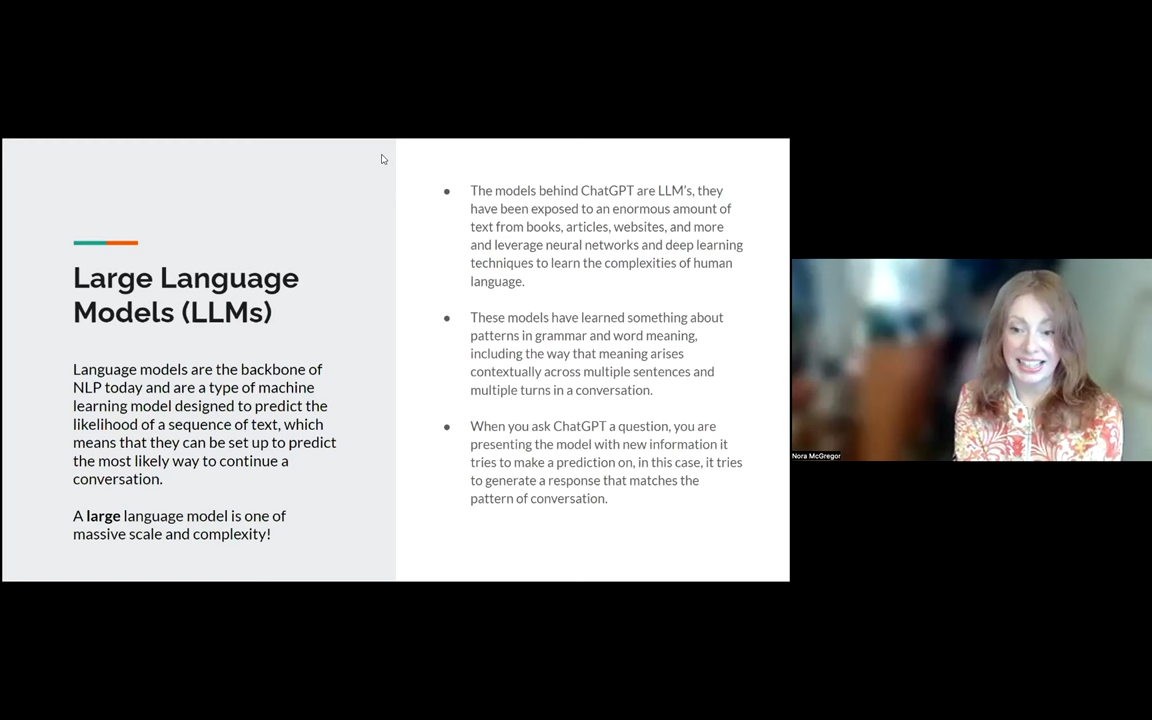 Large Language
Models (LLMs)
Language models are the backbone of
NLP today and are a type of machine
learning model designed to predict the
likelihood of a sequence of text, which
means that they can be set up to predict
the most likely way to continue a
conversation.
A large language model is one of
massive scale and complexity!
● The models behind ChatGPT are LLM's, they
have been exposed to an enormous amount of
text from books, articles, websites, and more
and leverage neural networks and deep learning
techniques to learn the complexities of human
language.
● These models have learned something about
patterns in grammar and word meaning,
including the way that meaning arises
contextually across multiple sentences and
multiple turns in a conversation.
● When you ask ChatGPT a question, you are
presenting the model with new information it
tries to make a prediction on, in this case, it tries
to generate a response that matches the
pattern of conversation.
Nora McGregor